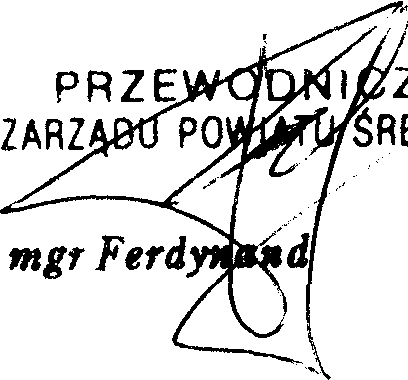 PRZEWODNICZ
ZARZĄDU POWIATU ŚRE
mgr Ferdynand